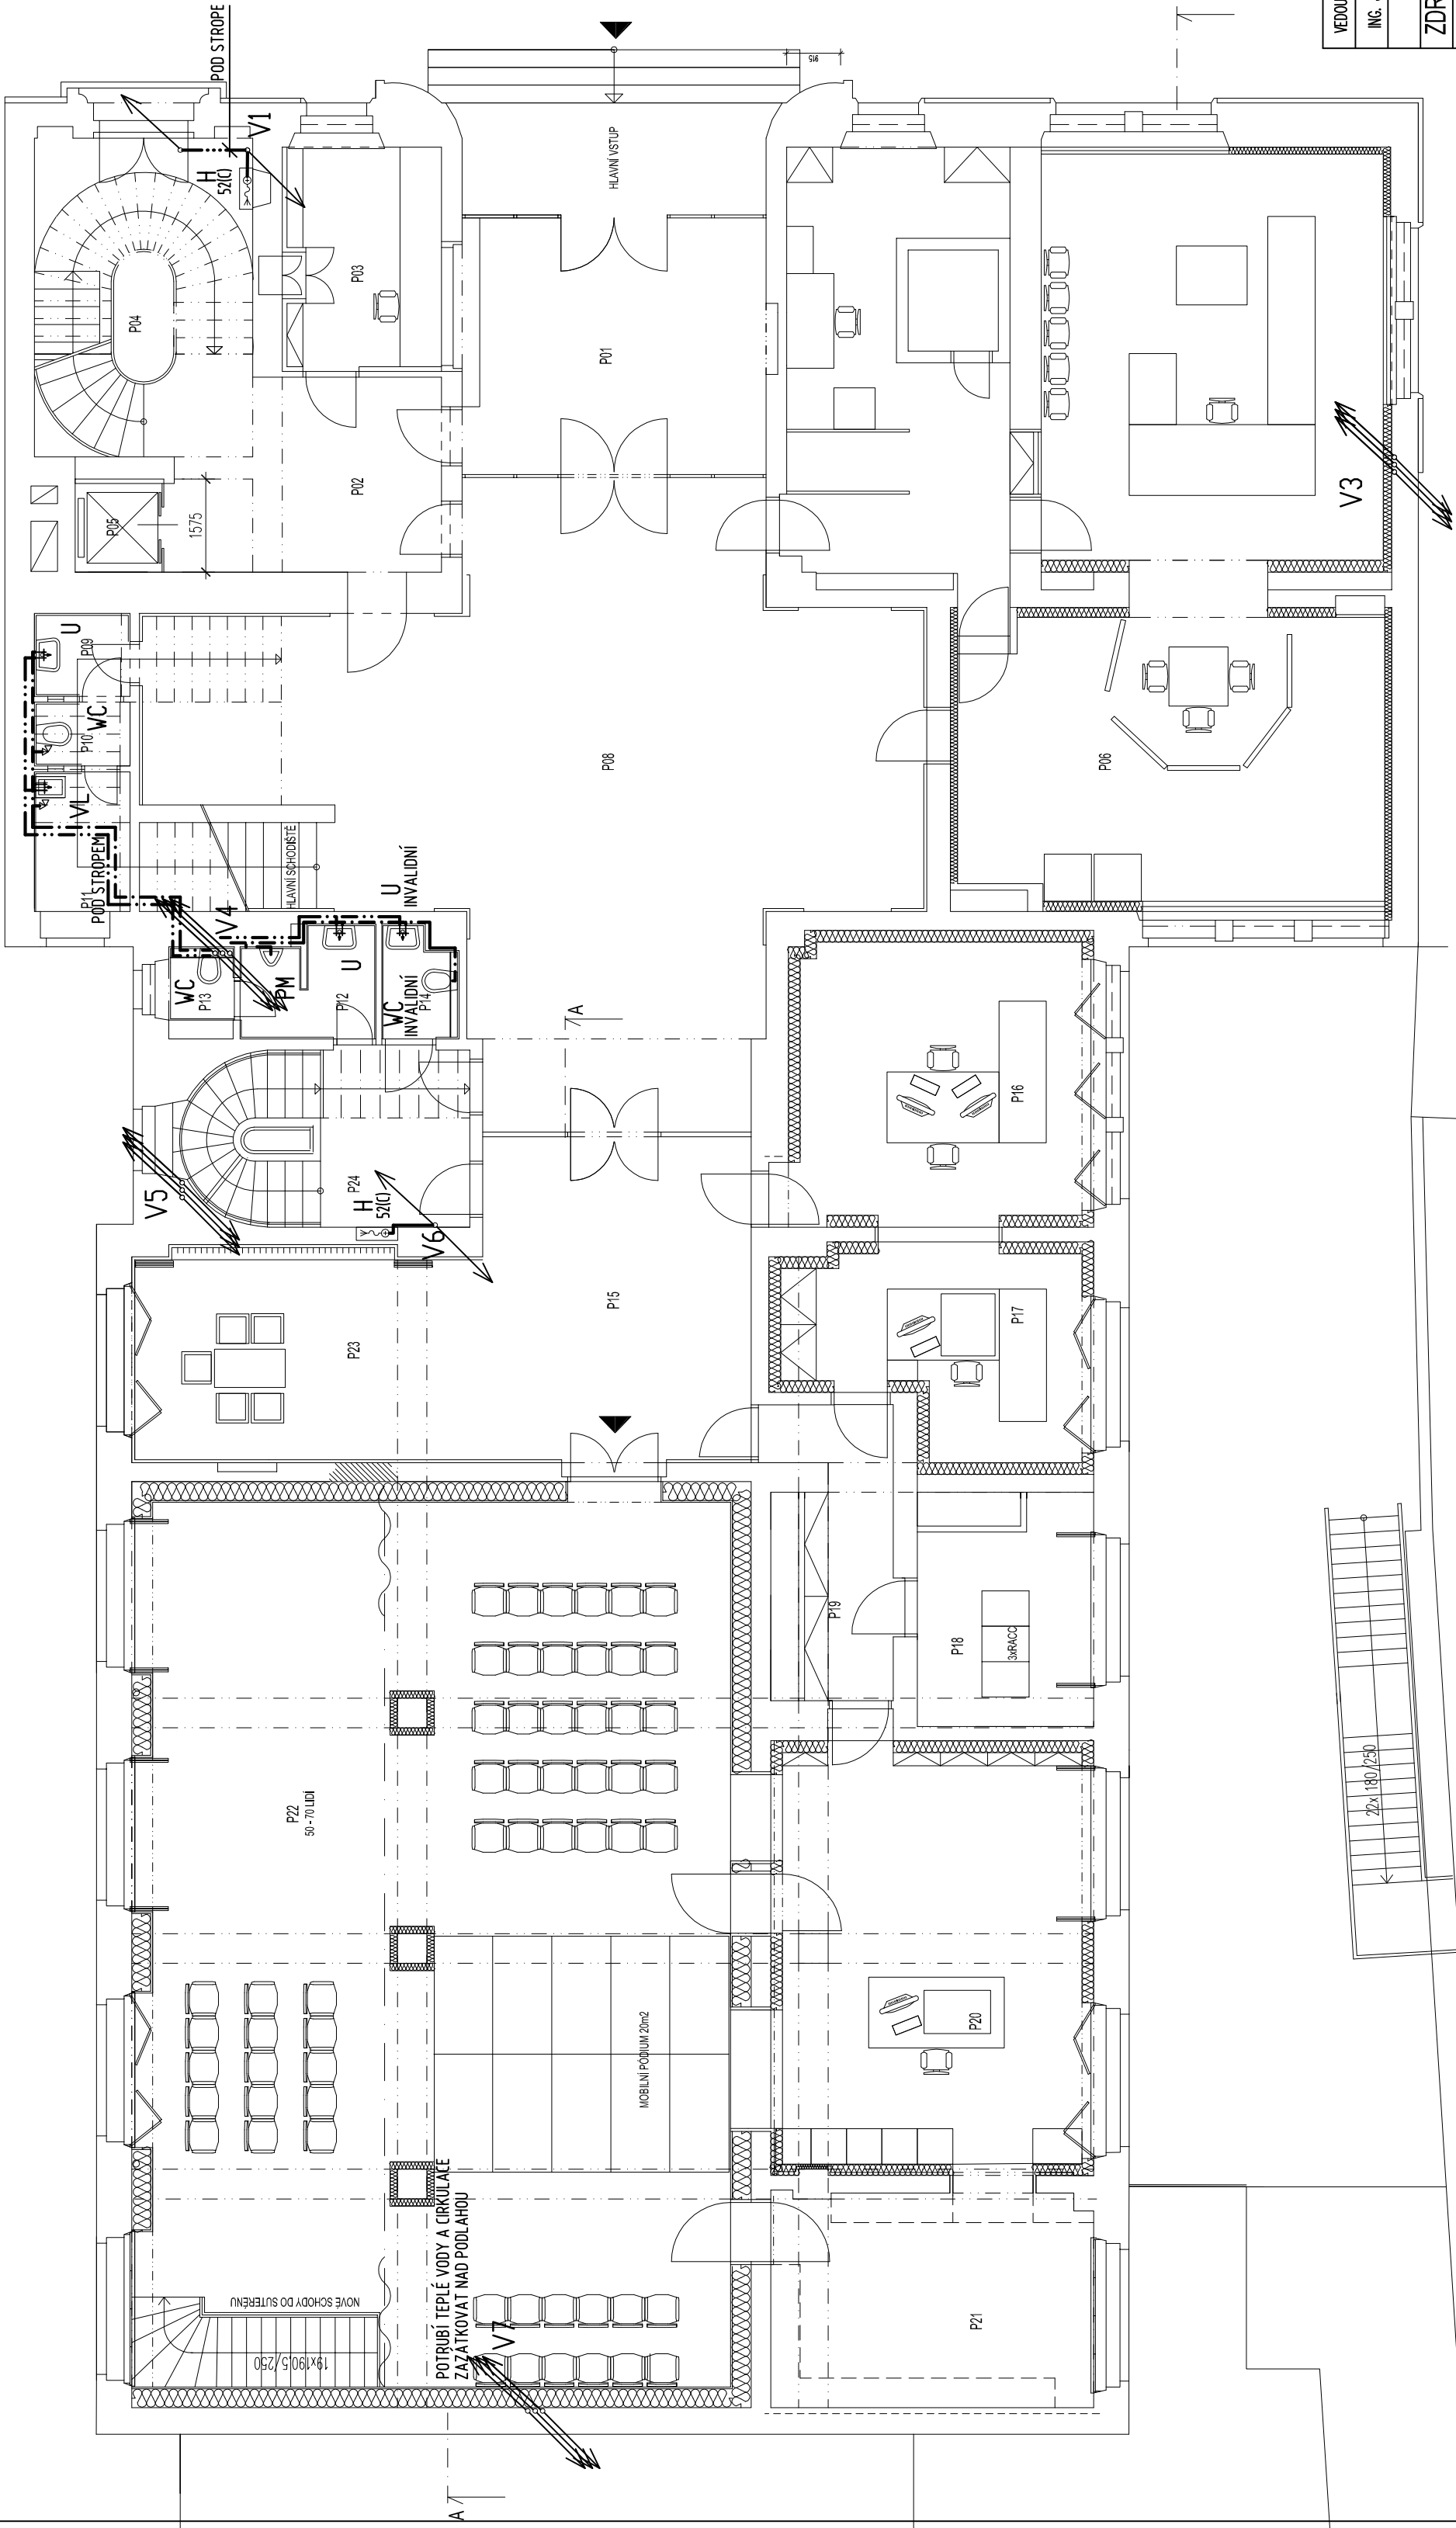 VEDOU
ING.
ZDR
POD STROPE
V1
H
52(C)
915
HLAVNÍ VSTUP
P03
P04
P01
P02
P05
1575
V3
U
P09
WC
P10
VL
P11
POD STROPEM
HLAVNÍ SCHODIŠTĚ
P08
P06
V4
U
INVALIDNÍ
WC
P13
PM
U
P12
WC
INVALIDNÍ
P14
A
P16
V5
P24
H
52(C)
V6
P15
P17
P23
P19
P18
3xRACC
22x 180/250
P22
50 - 70 LIDÍ
MOBILNÍ PÓDIUM 20m2
P20
NOVÉ SCHODY DO SUTERÉNU
19x190,5/250
POTRUBÍ TEPLÉ VODY A CIRKULACE
ZAZÁTKOVAT NAD PODLAHOU
V7
P21
A